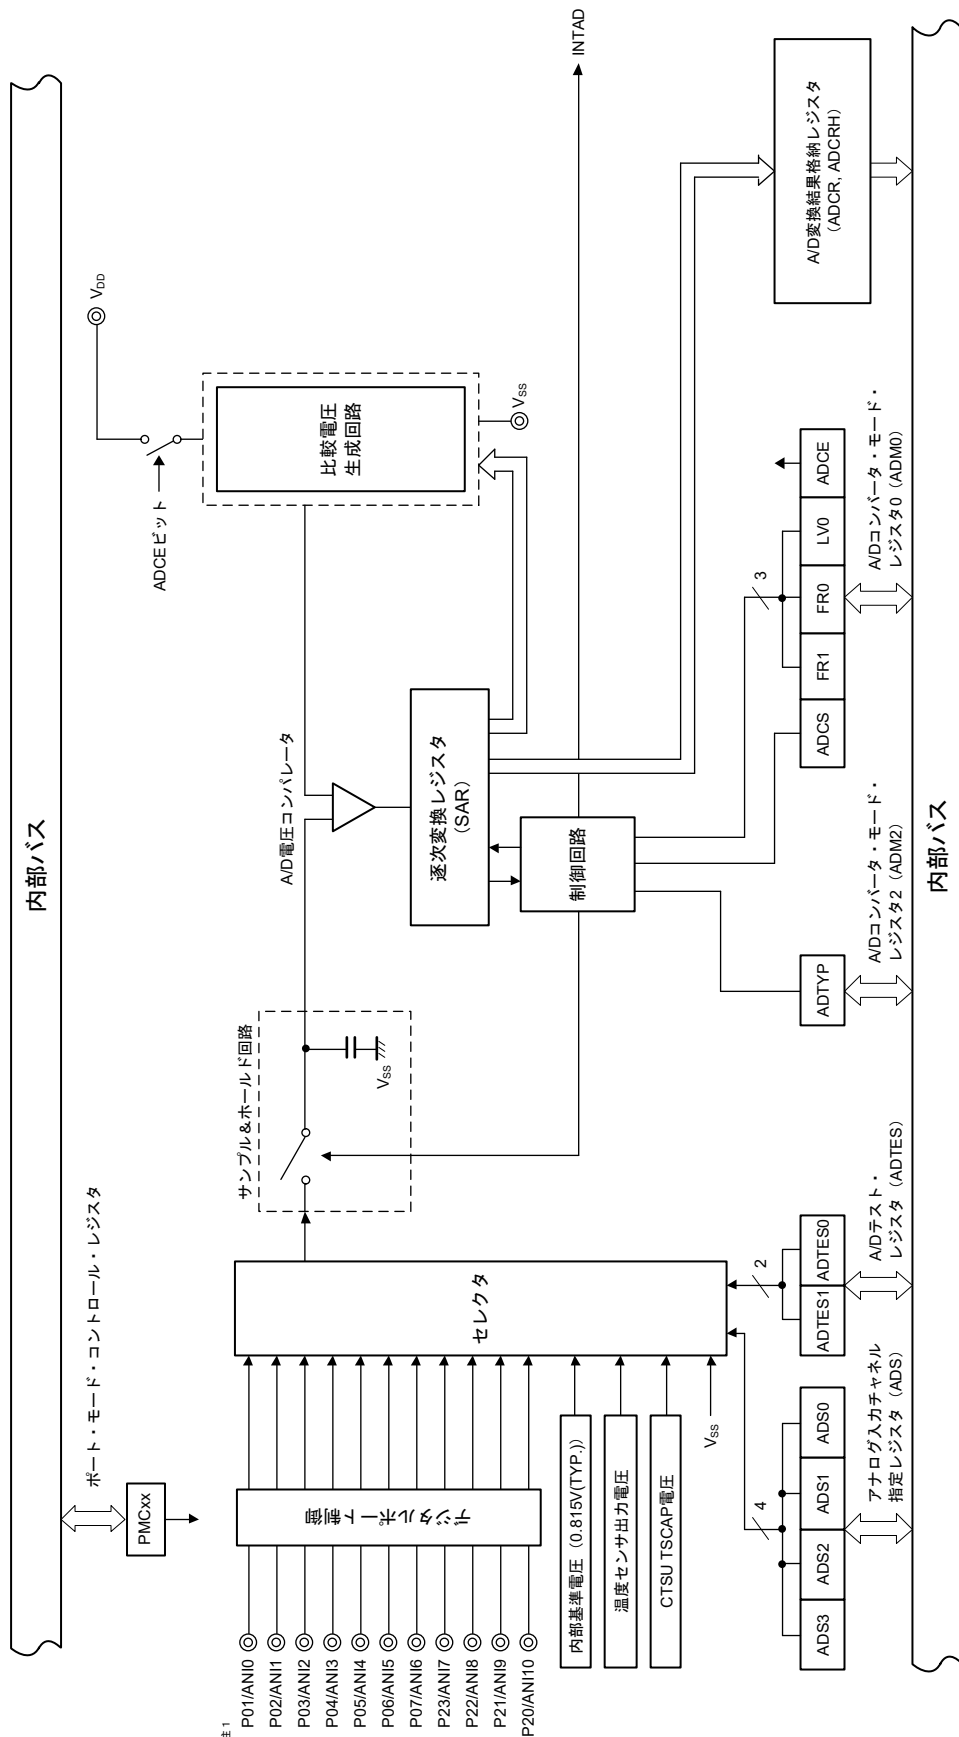 内部バス
ポート・モード・コントロール・レジスタ
PMCxx
注1
P01/ANI0
P02/ANI1
P03/ANI2
P04/ANI3
P05/ANI4
P06/ANI5
P07/ANI6
P23/ANI7
P22/ANI8
P21/ANI9
P20/ANI10
デジタルポート制御
内部基準電圧（0.815V(TYP.)）
温度センサ出力電圧
CTSU TSCAP電圧
VSS
セレクタ
サンプル＆ホールド回路
VSS
A/D電圧コンパレータ
ADCEビット
VDD
比較電圧
生成回路
VSS
逐次変換レジスタ
(SAR)
制御回路
INTAD
4
2
3
ADS3
ADS2
ADS1
ADS0
アナログ入力チャネル
指定レジスタ（ADS）
ADTES1
ADTES0
A/Dテスト・
レジスタ（ADTES）
ADTYP
A/Dコンバータ・モード・
レジスタ2（ADM2）
ADCS
FR1
FR0
LV0
ADCE
A/Dコンバータ・モード・
レジスタ0（ADM0）
A/D変換結果格納レジスタ
（ADCR, ADCRH）
内部バス